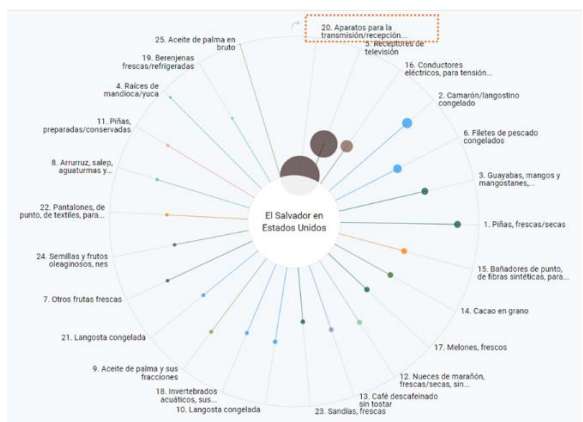 20. Aparatos para la
transmisión/recepción...
5. Receptores de
televisión
16. Conductores
eléctricos, para tensión...
2. Camarón/langostino
congelado
6. Filetes de pescado
congelados
3. Guayabas, mangos y
mangostanes,...
1. Piñas, frescas/secas
15. Bañadores de punto,
de fibras sintéticas, para...
14. Cacao en grano
17. Melones, frescos
12. Nueces de marañón,
frescas/secas, sin...
13. Café descafeinado
sin tostar
23. Sandías, frescas
10. Langosta congelada
18. Invertebrados
acuáticos, sus...
9. Aceite de palma y sus
fracciones
21. Langosta congelada
7. Otros frutas frescas
24. Semillas y frutos
oleaginosos, nes
22. Pantalones, de
punto, de textiles, para...
8. Arrurruz, salep,
aguaturmas y...
11. Piñas,
preparadas/conservadas
4. Raíces de
mandioca/yuca
19. Berenjenas
frescas/refrigeradas
25. Aceite de palma en
bruto
El Salvador en
Estados Unidos